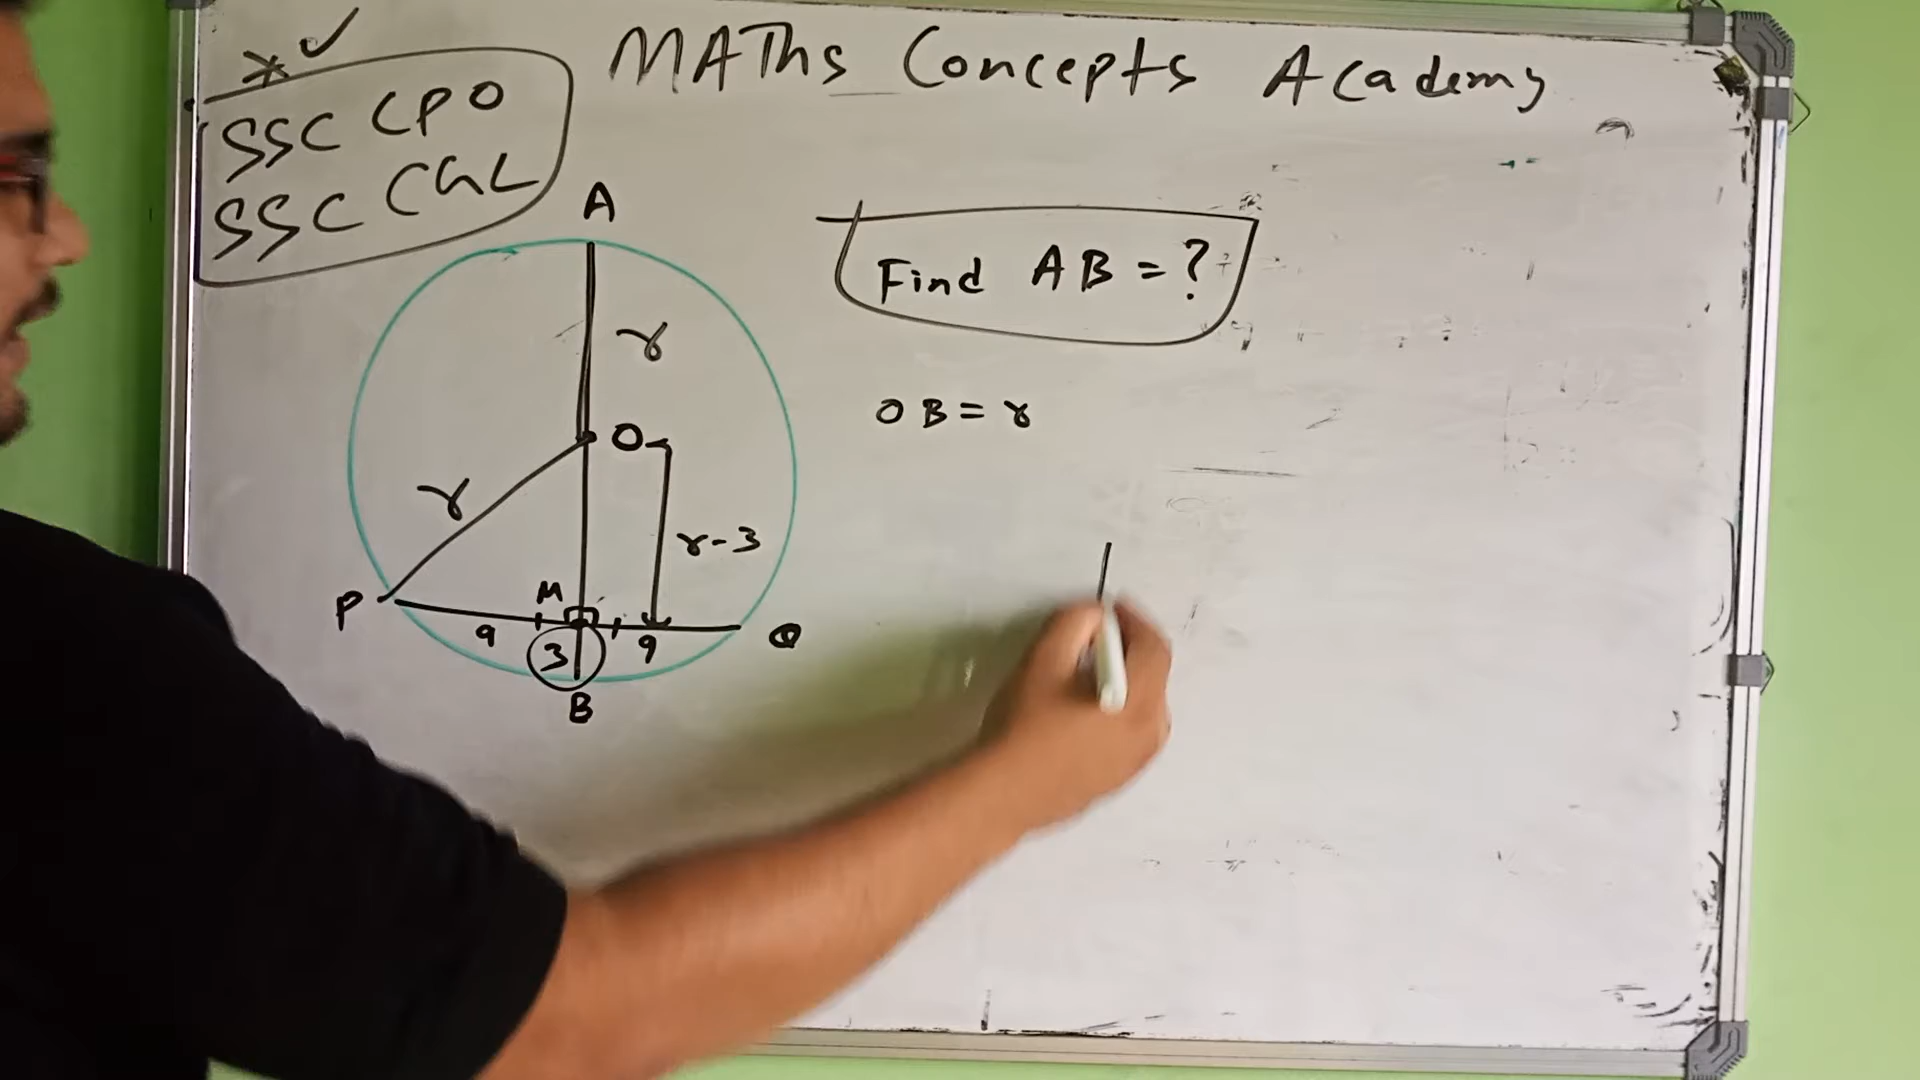 MAThs Concepts Academy
SSC CPO
SSC CGL
A
Find AB = ?
r
OB = r
O
r
r-3
M
P
9
3
9
Q
B